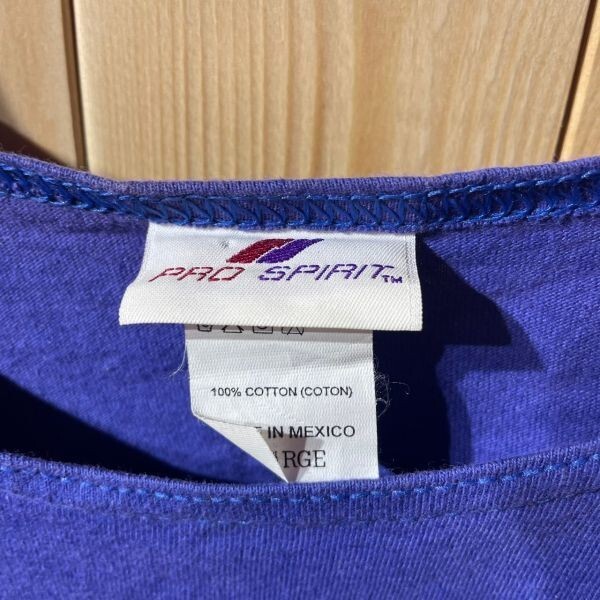 PRO SPIRIT™
100% COTTON (COTON)
IN MEXICO
RGE